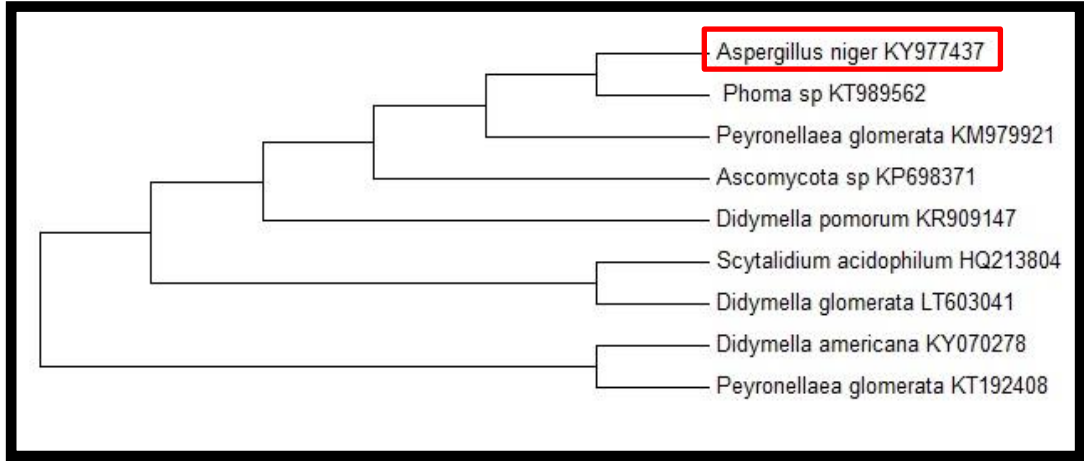 Aspergillus niger KY977437
Phoma sp KT989562
Peyronellaea glomerata KM979921
Ascomycota sp KP698371
Didymella pomorum KR909147
Scytalidium acidophilum HQ213804
Didymella glomerata LT603041
Didymella americana KY070278
Peyronellaea glomerata KT192408